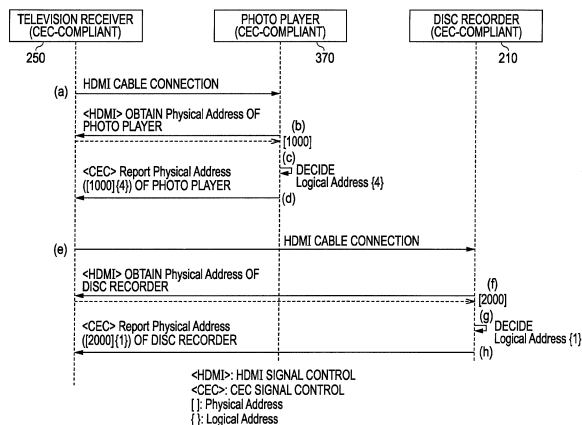 TELEVISION RECEIVER
(CEC-COMPLIANT)
PHOTO PLAYER
(CEC-COMPLIANT)
DISC RECORDER
(CEC-COMPLIANT)
250
370
210
(a)
HDMI CABLE CONNECTION
<HDMI> OBTAIN Physical Address OF
PHOTO PLAYER
(b)
[1000]
(c)
DECIDE
Logical Address {4}
<CEC> Report Physical Address
([1000]{4}) OF PHOTO PLAYER
(d)
(e)
HDMI CABLE CONNECTION
<HDMI> OBTAIN Physical Address OF
DISC RECORDER
(f)
[2000]
(g)
DECIDE
Logical Address {1}
<CEC> Report Physical Address
([2000]{1}) OF DISC RECORDER
(h)
<HDMI>: HDMI SIGNAL CONTROL
<CEC>: CEC SIGNAL CONTROL
[ ]: Physical Address
{ }: Logical Address